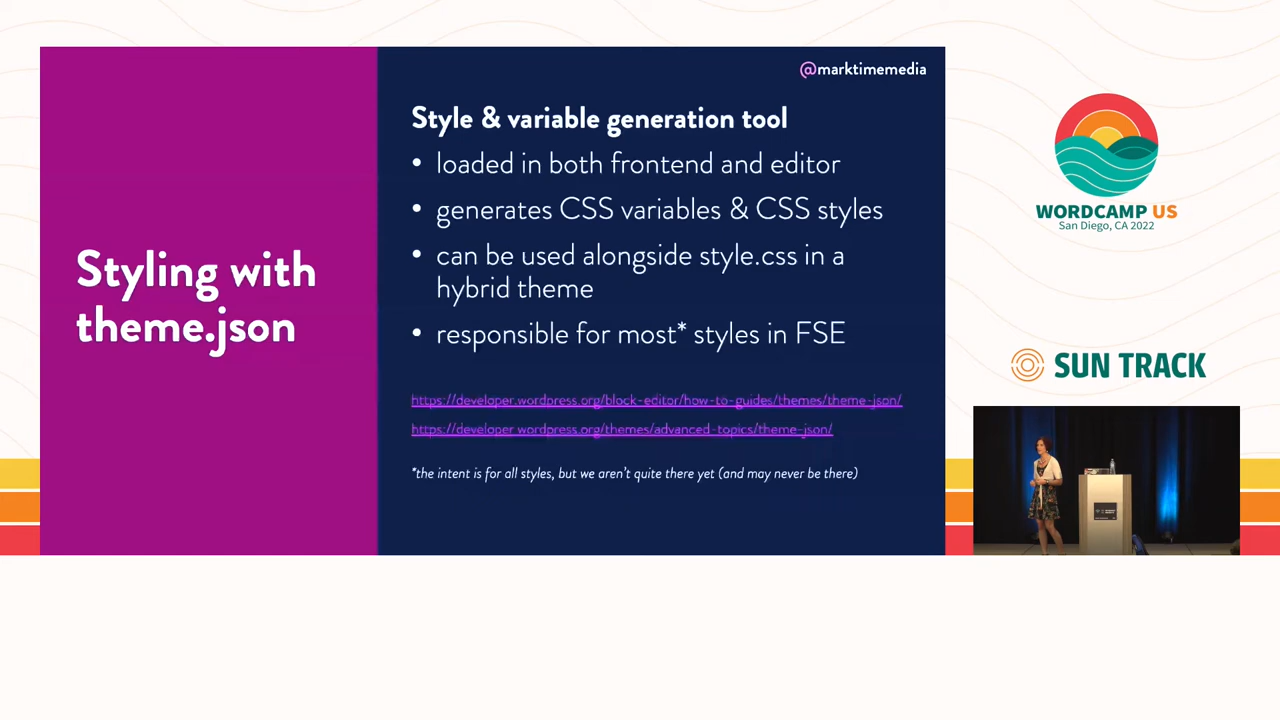 @marktimemedia
Styling with
theme.json
Style & variable generation tool
• loaded in both frontend and editor
• generates CSS variables & CSS styles
• can be used alongside style.css in a
hybrid theme
• responsible for most* styles in FSE
https://developer.wordpress.org/block-editor/how-to-guides/themes/theme-json/
https://developer.wordpress.org/themes/advanced-topics/theme-json/
*the intent is for all styles, but we aren't quite there yet (and may never be there)
WORDCAMP US
San Diego, CA 2022
SUN TRACK